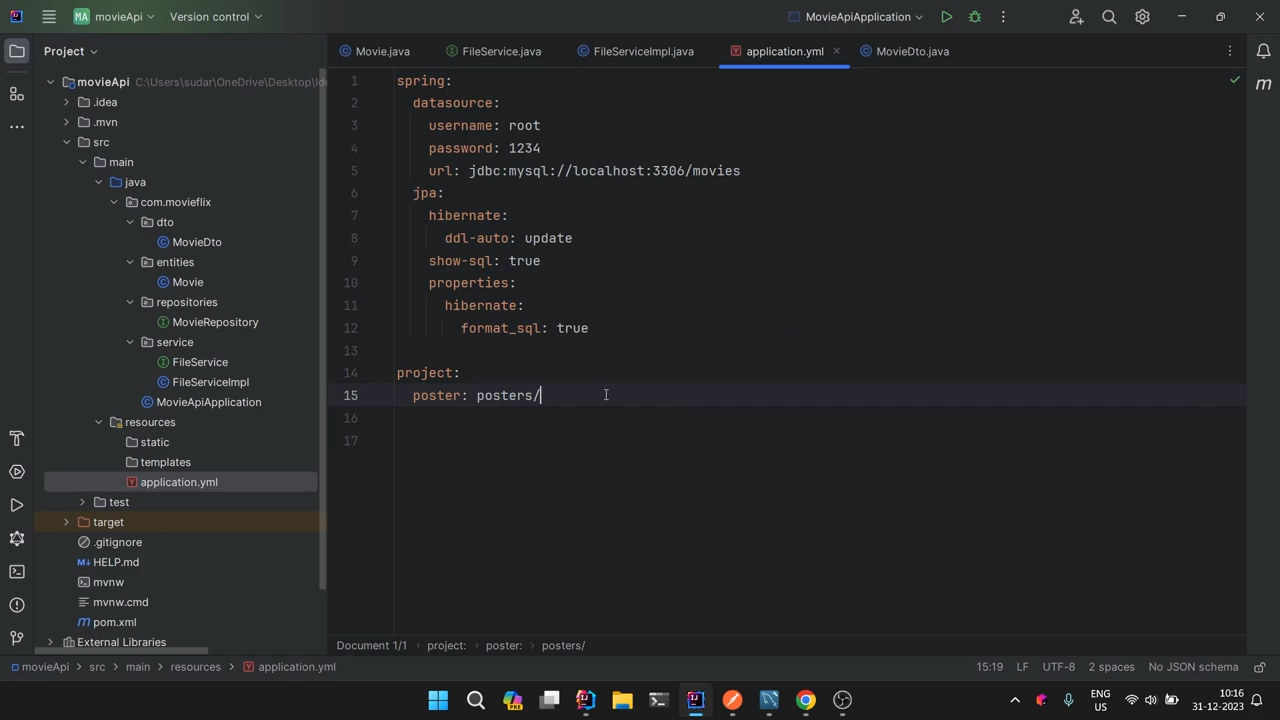 MA movieApi Version control MovieApiApplication
Project
Movie.java FileService.java FileServiceImpl.java application.yml MovieDto.java
movieApi C:\Users\sudar\OneDrive\Desktop\Ide
.idea
.mvn
src
main
java
com.movieflix
dto
MovieDto
entities
Movie
repositories
MovieRepository
service
FileService
FileServiceImpl
MovieApiApplication
resources
static
templates
application.yml
test
target
.gitignore
HELP.md
mvnw
mvnw.cmd
pom.xml
External Libraries
1 spring:
2 datasource:
3 username: root
4 password: 1234
5 url: jdbc:mysql://localhost:3306/movies
6 jpa:
7 hibernate:
8 ddl-auto: update
9 show-sql: true
10 properties:
11 hibernate:
12 format_sql: true
13
14 project:
15 poster: posters/
16
17
Document 1/1 project: poster: posters/
movieApi src main resources application.yml 15:19 LF UTF-8 2 spaces No JSON schema
ENG
US
10:16
31-12-2023